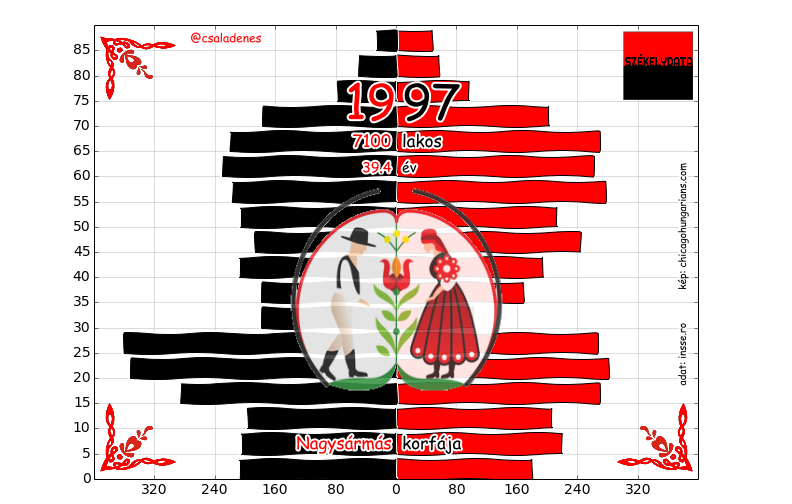 @csaladenes
SZÉKELYDATA
1997
7100 lakos
39.4 év
kép: chicagohungarians.com
adat: insse.ro
Nagysármás korfája
85
80
75
70
65
60
55
50
45
40
35
30
25
20
15
10
5
0
320 240 160 80 0 80 160 240 320